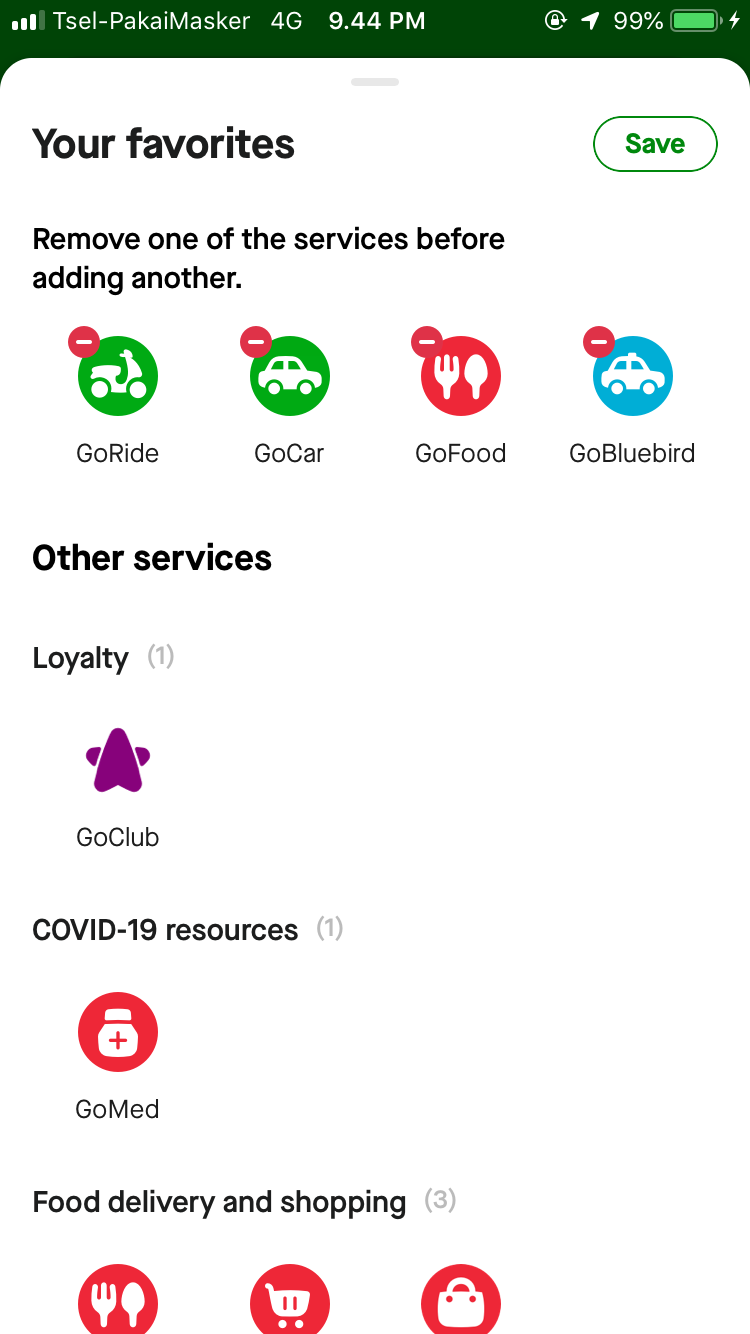 Tsel-PakaiMasker 4G 9.44 PM 99%
Your favorites
Save
Remove one of the services before
adding another.
GoRide GoCar GoFood GoBluebird
Other services
Loyalty (1)
GoClub
COVID-19 resources (1)
GoMed
Food delivery and shopping (3)